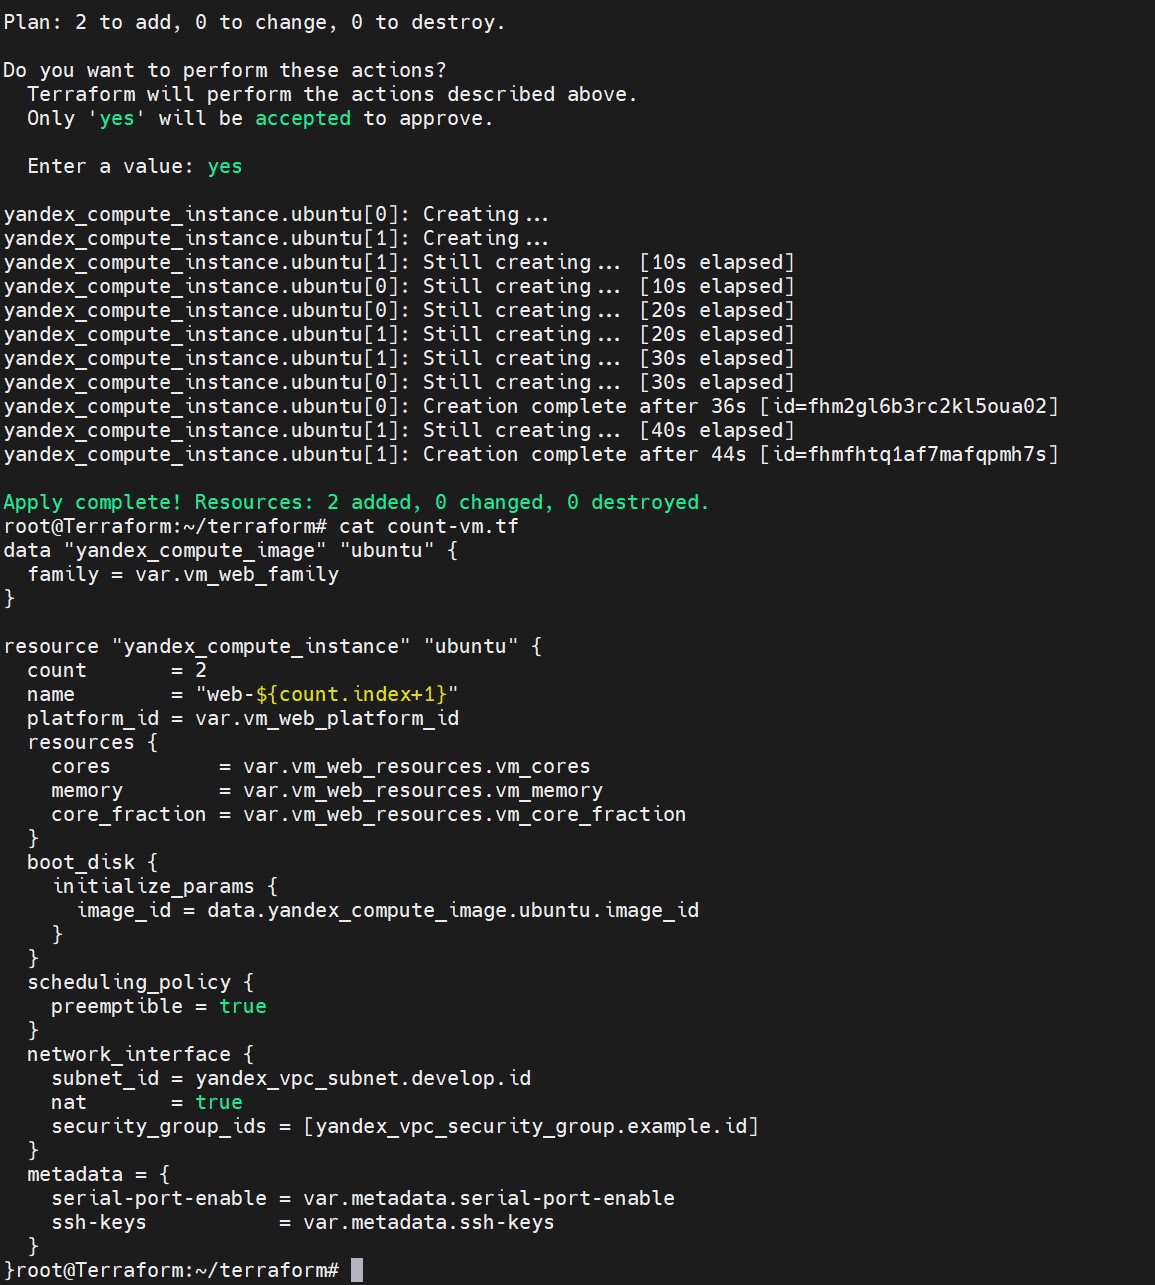 Plan: 2 to add, 0 to change, 0 to destroy.

Do you want to perform these actions?
  Terraform will perform the actions described above.
  Only 'yes' will be accepted to approve.

  Enter a value: yes

yandex_compute_instance.ubuntu[0]: Creating...
yandex_compute_instance.ubuntu[1]: Creating...
yandex_compute_instance.ubuntu[1]: Still creating... [10s elapsed]
yandex_compute_instance.ubuntu[0]: Still creating... [10s elapsed]
yandex_compute_instance.ubuntu[0]: Still creating... [20s elapsed]
yandex_compute_instance.ubuntu[1]: Still creating... [20s elapsed]
yandex_compute_instance.ubuntu[1]: Still creating... [30s elapsed]
yandex_compute_instance.ubuntu[0]: Still creating... [30s elapsed]
yandex_compute_instance.ubuntu[0]: Creation complete after 36s [id=fhm2gl6b3rc2kl5oua02]
yandex_compute_instance.ubuntu[1]: Still creating... [40s elapsed]
yandex_compute_instance.ubuntu[1]: Creation complete after 44s [id=fhmfhtq1af7mafqpmh7s]

Apply complete! Resources: 2 added, 0 changed, 0 destroyed.
root@Terraform:~/terraform# cat count-vm.tf
data "yandex_compute_image" "ubuntu" {
  family = var.vm_web_family
}

resource "yandex_compute_instance" "ubuntu" {
  count       = 2
  name        = "web-${count.index+1}"
  platform_id = var.vm_web_platform_id
  resources {
    cores         = var.vm_web_resources.vm_cores
    memory        = var.vm_web_resources.vm_memory
    core_fraction = var.vm_web_resources.vm_core_fraction
  }
  boot_disk {
    initialize_params {
      image_id = data.yandex_compute_image.ubuntu.image_id
    }
  }
  scheduling_policy {
    preemptible = true
  }
  network_interface {
    subnet_id = yandex_vpc_subnet.develop.id
    nat       = true
    security_group_ids = [yandex_vpc_security_group.example.id]
  }
  metadata = {
    serial-port-enable = var.metadata.serial-port-enable
    ssh-keys           = var.metadata.ssh-keys
  }
}root@Terraform:~/terraform#